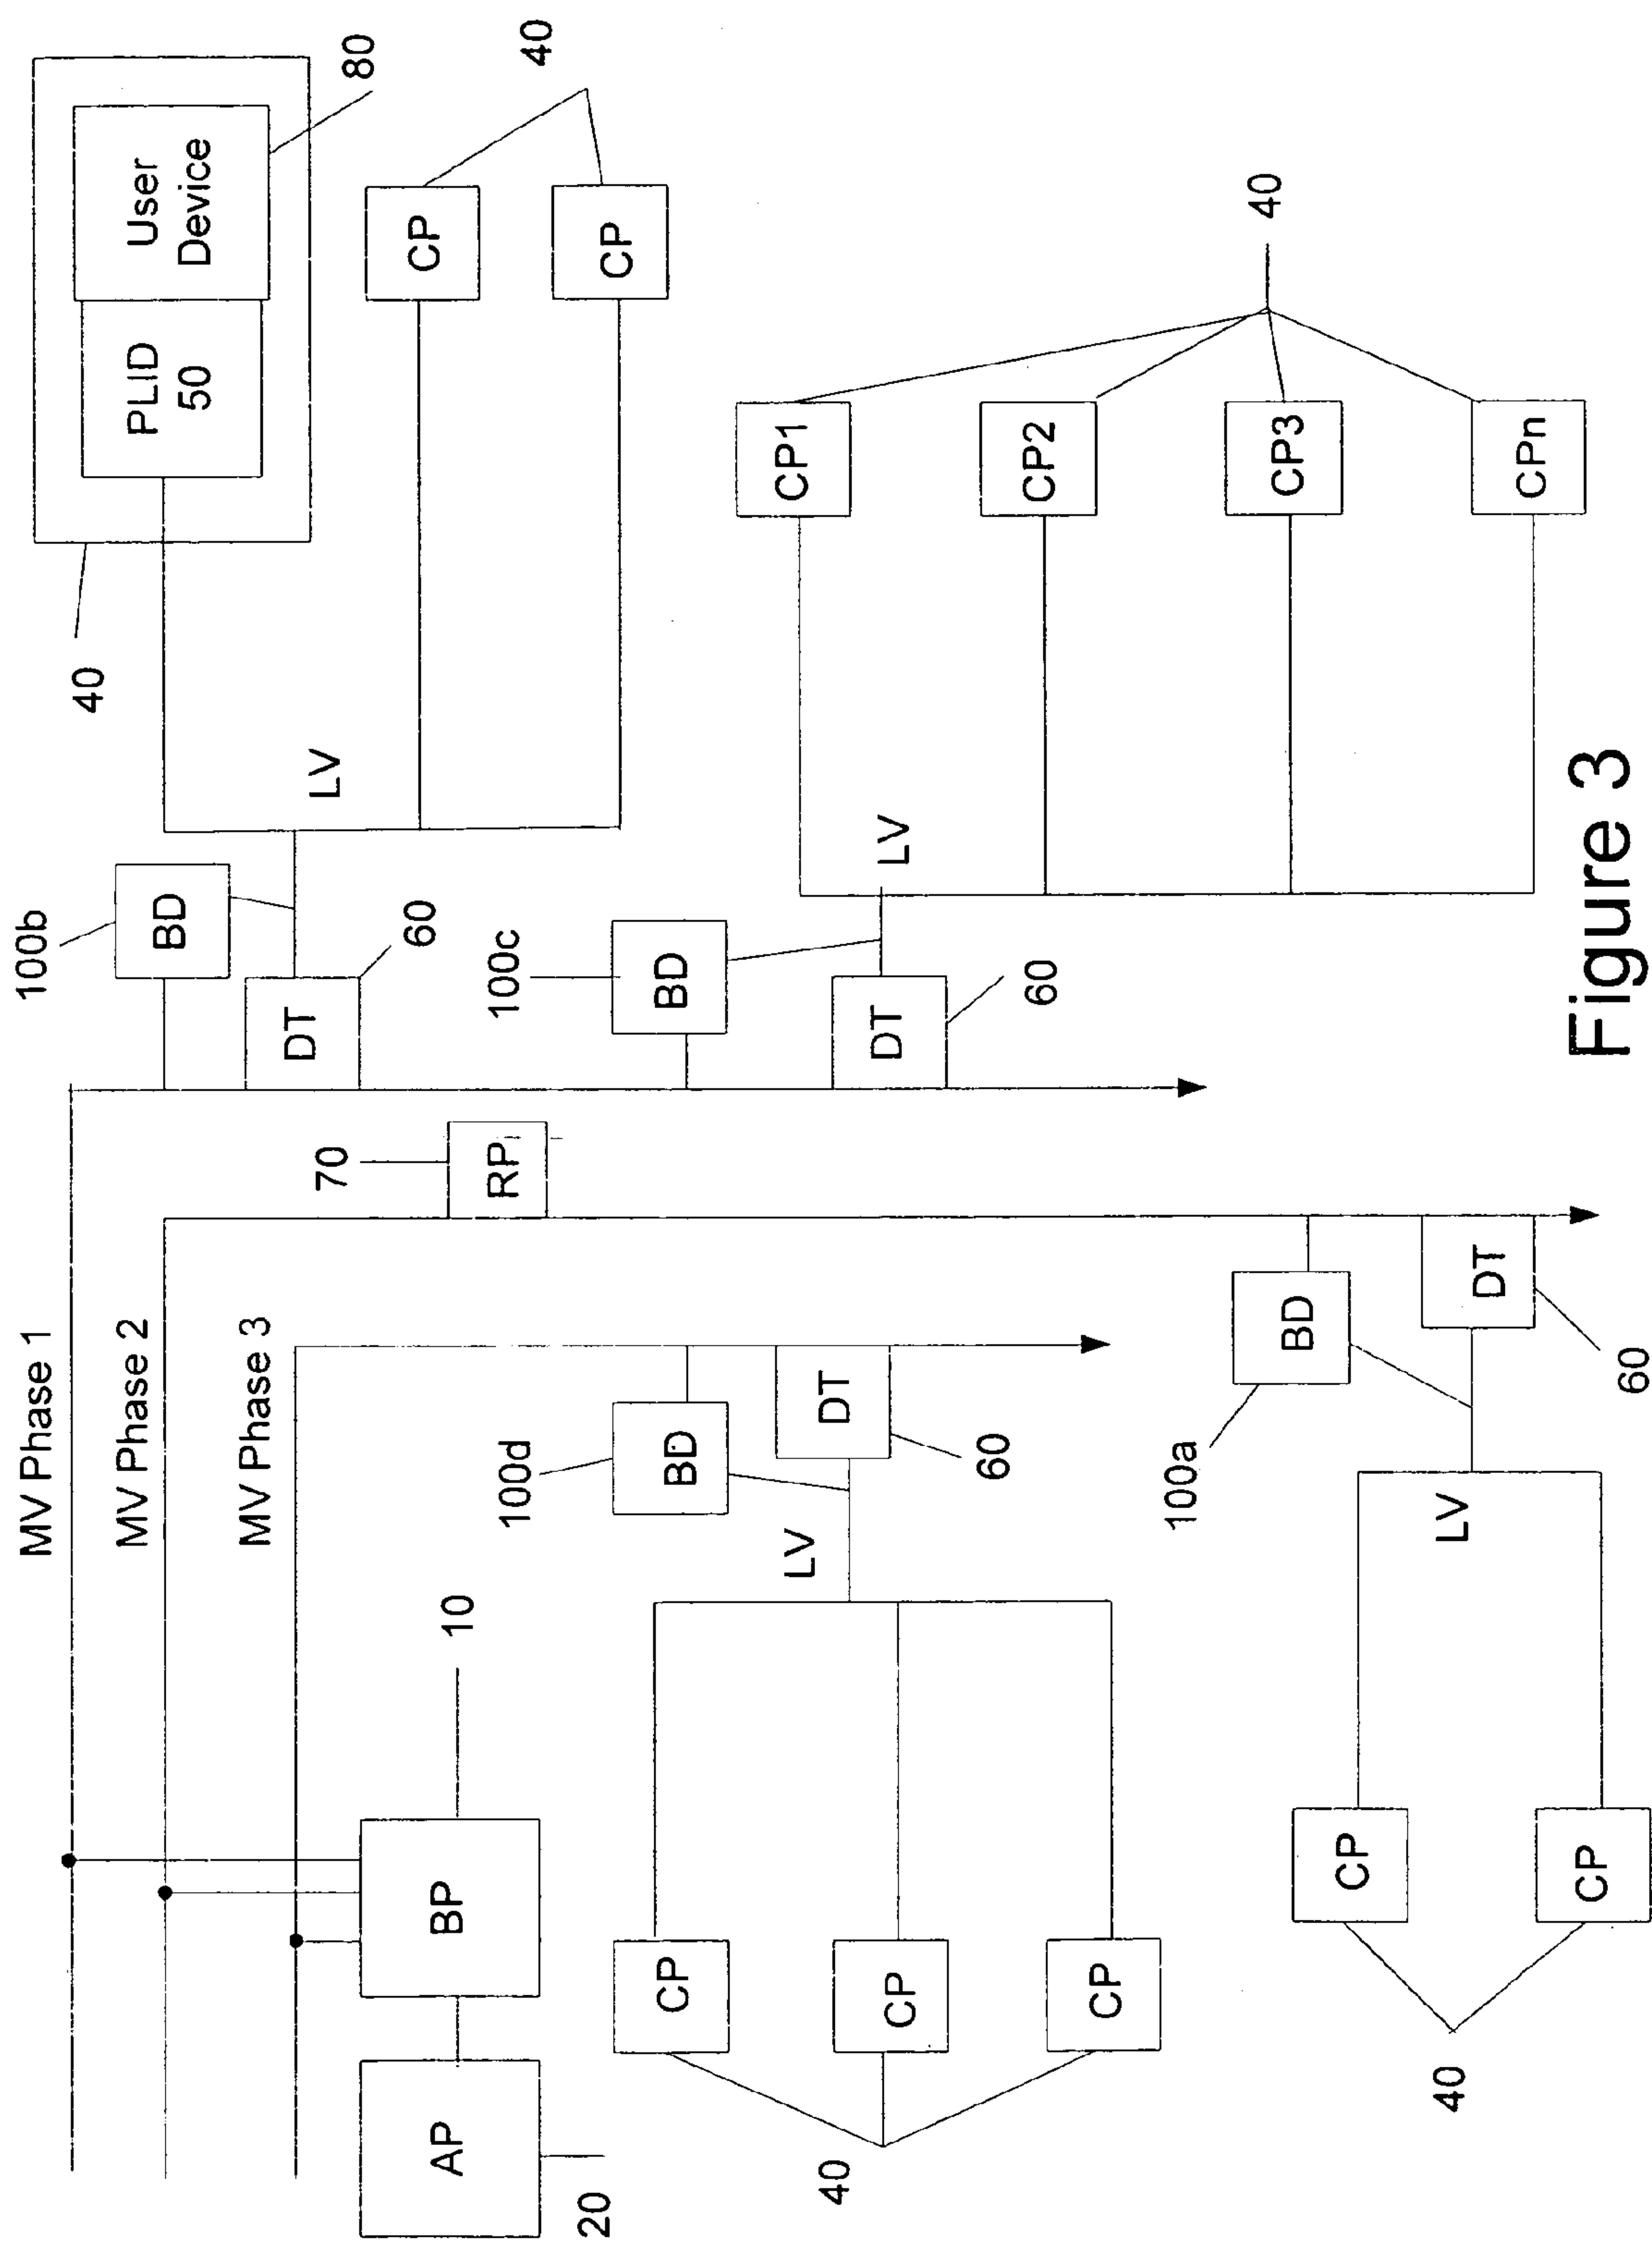 MV Phase 1
MV Phase 2
MV Phase 3
AP
20
BP
10
100b
BD
DT
60
LV
40
PLID
50
User
Device
80
CP
CP
40
70
RP
100c
BD
DT
60
LV
CP1
CP2
CP3
CPn
40
100d
BD
DT
60
LV
CP
CP
CP
40
100a
BD
DT
60
LV
CP
CP
40
Figure 3